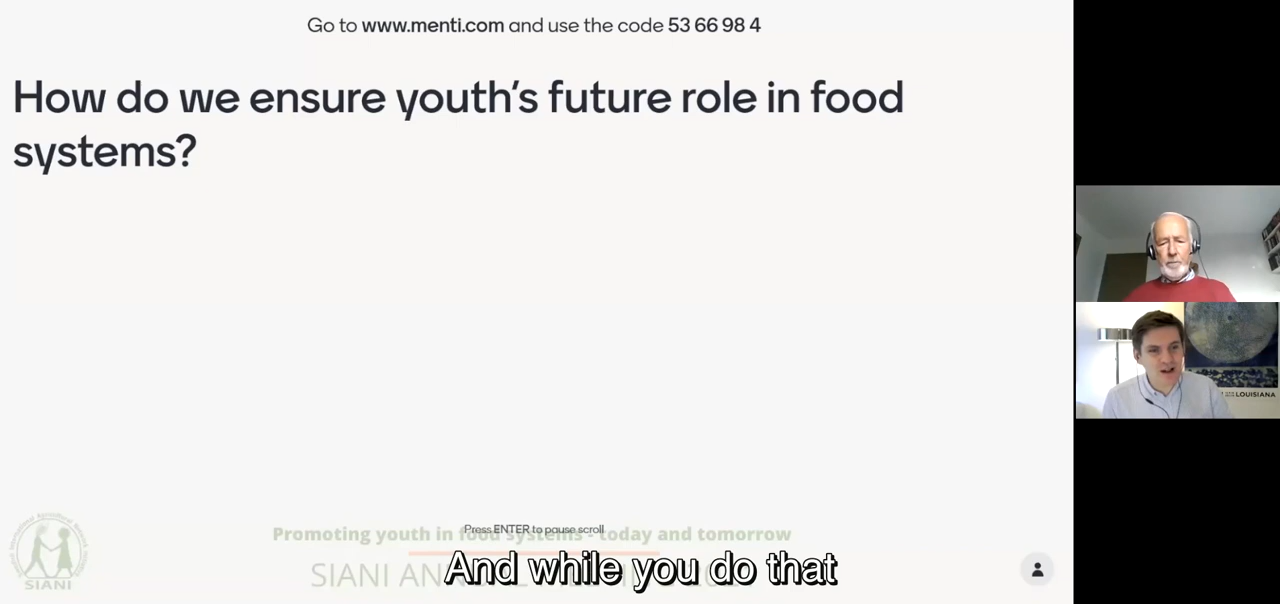 Go to www.menti.com and use the code 53 66 98 4
How do we ensure youth's future role in food
systems?
LOUISIANA
Press ENTER to pause scroll
Promoting youth in food systems - today and tomorrow
SIANI
SIANI
And while you do that